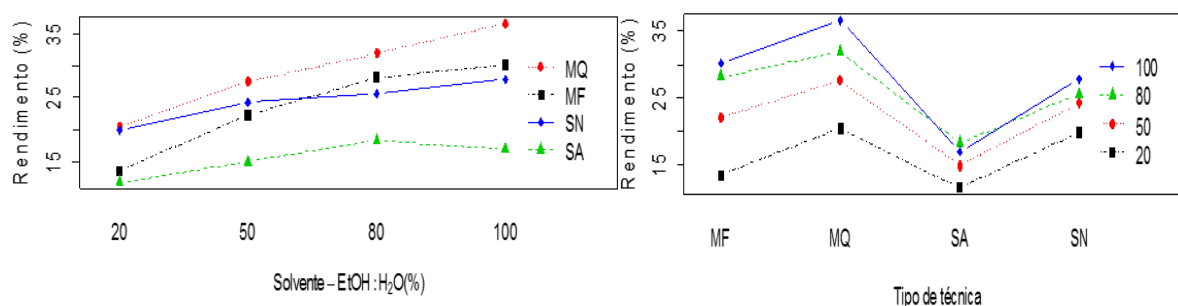 Rendimento (%)
35
25
15
MQ
MF
SN
SA
20 50 80 100
Solvente – EtOH : H₂O(%)
Rendimento (%)
35
25
15
100
80
50
20
MF MQ SA SN
Tipo de técnica